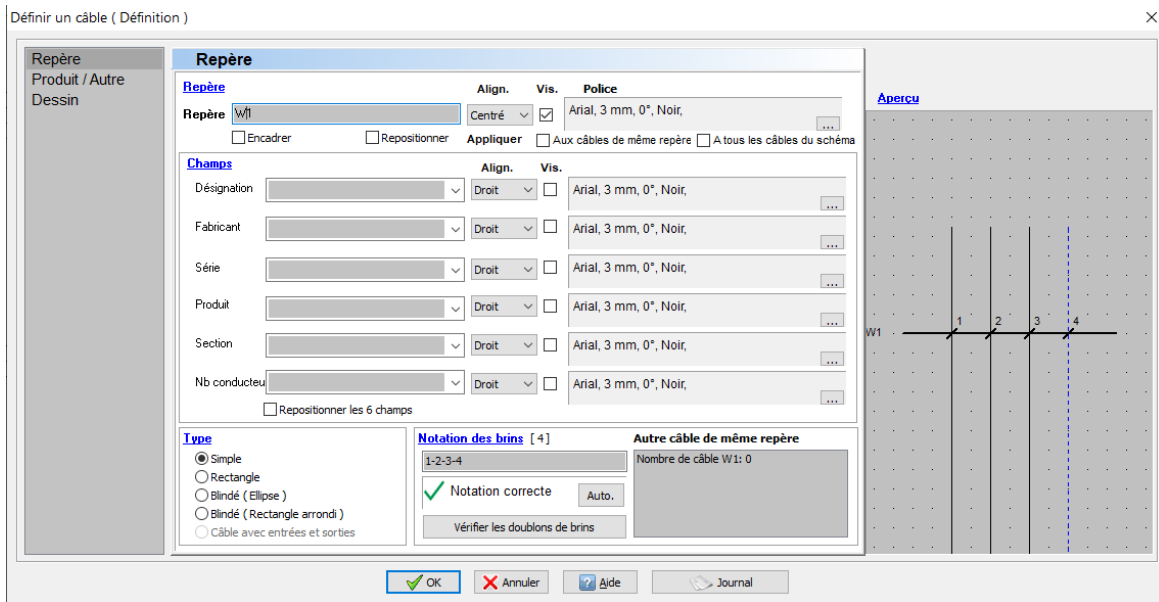 Définir un câble ( Définition )
Repère
Produit / Autre
Dessin
Repère
Repère Align. Vis. Police
Repère W1 Centré Arial, 3 mm, 0°, Noir, ...
Encadrer Repositionner Appliquer Aux câbles de même repère A tous les câbles du schéma
Champs Align. Vis.
Désignation Droit Arial, 3 mm, 0°, Noir, ...
Fabricant Droit Arial, 3 mm, 0°, Noir, ...
Série Droit Arial, 3 mm, 0°, Noir, ...
Produit Droit Arial, 3 mm, 0°, Noir, ...
Section Droit Arial, 3 mm, 0°, Noir, ...
Nb conducteu Droit Arial, 3 mm, 0°, Noir, ...
Repositionner les 6 champs
Type
Simple
Rectangle
Blindé ( Ellipse )
Blindé ( Rectangle arrondi )
Câble avec entrées et sorties
Notation des brins [ 4 ]
1-2-3-4
Notation correcte Auto.
Vérifier les doublons de brins
Autre câble de même repère
Nombre de câble W1: 0
Aperçu
1 2 3 4
W1
OK Annuler Aide Journal